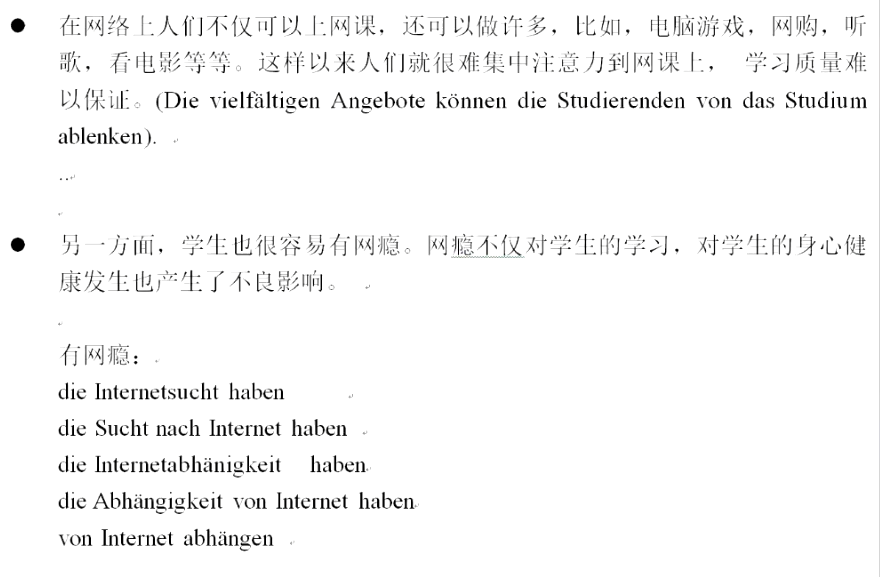 ● 在网络上人们不仅可以上网课，还可以做许多，比如，电脑游戏，网购，听
歌，看电影等等。这样以来人们就很难集中注意力到网课上， 学习质量难
以保证。(Die vielfältigen Angebote können die Studierenden von das Studium
ablenken).
..
● 另一方面，学生也很容易有网瘾。网瘾不仅对学生的学习，对学生的身心健
康发生也产生了不良影响。
有网瘾：
die Internetsucht haben
die Sucht nach Internet haben
die Internetabhänigkeit haben
die Abhängigkeit von Internet haben
von Internet abhängen